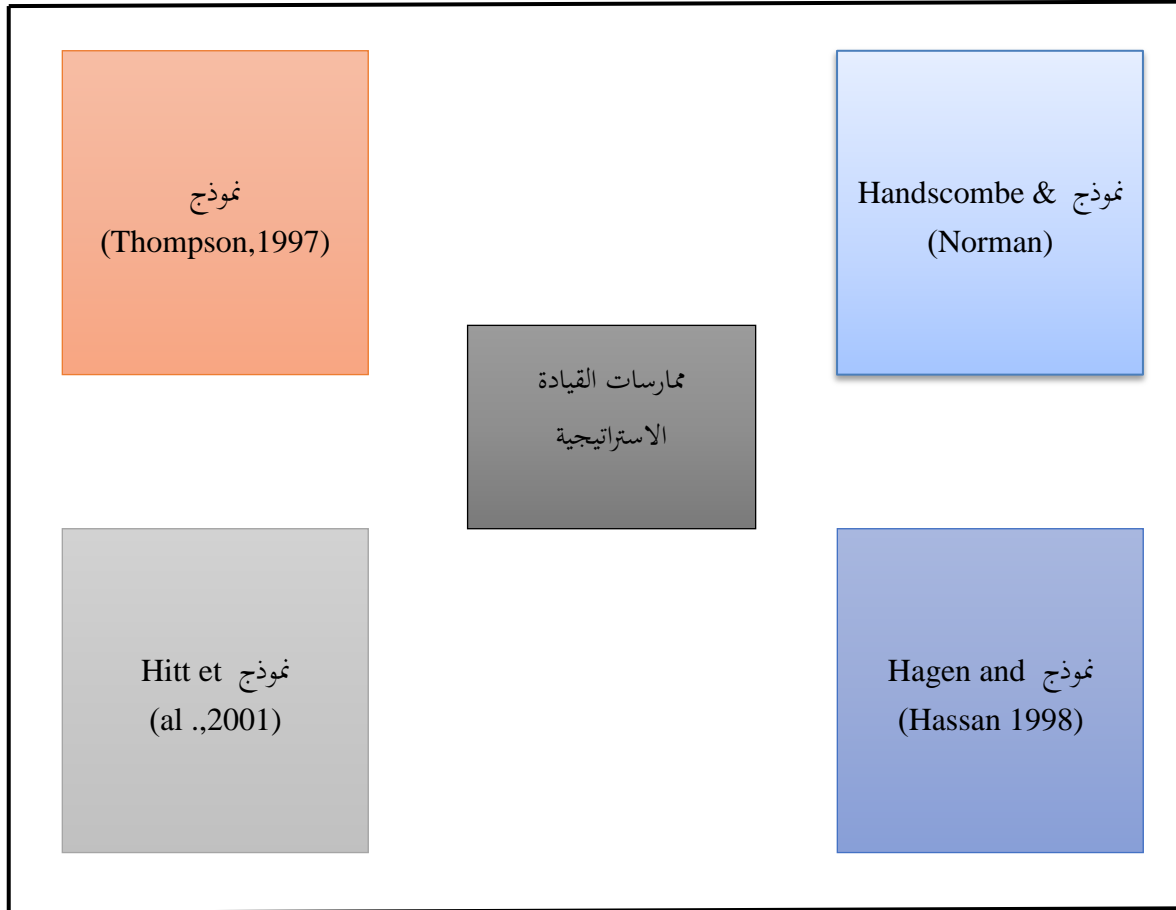 نموذج Handscombe &
(Norman)
نموذج
(Thompson,1997)
ممارسات القيادة
الاستراتيجية
نموذج Hagen and
(Hassan 1998)
نموذج Hitt et
(al .,2001)